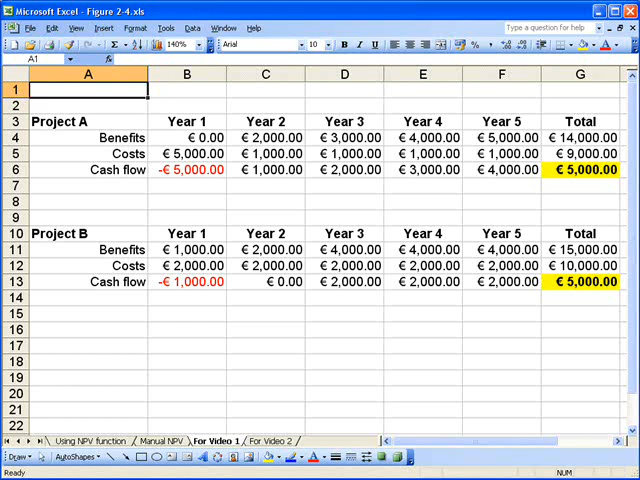 Microsoft Excel - Figure 2-4.xls
File Edit View Insert Format Tools Data Window Help Type a question for help
140% Arial 10 B I U % ,
A1 fx
A B C D E F G
1
2
3 Project A Year 1 Year 2 Year 3 Year 4 Year 5 Total
4 Benefits € 0.00 € 2,000.00 € 3,000.00 € 4,000.00 € 5,000.00 € 14,000.00
5 Costs € 5,000.00 € 1,000.00 € 1,000.00 € 1,000.00 € 1,000.00 € 9,000.00
6 Cash flow -€ 5,000.00 € 1,000.00 € 2,000.00 € 3,000.00 € 4,000.00 € 5,000.00
7
8
9
10 Project B Year 1 Year 2 Year 3 Year 4 Year 5 Total
11 Benefits € 1,000.00 € 2,000.00 € 4,000.00 € 4,000.00 € 4,000.00 € 15,000.00
12 Costs € 2,000.00 € 2,000.00 € 2,000.00 € 2,000.00 € 2,000.00 € 10,000.00
13 Cash flow -€ 1,000.00 € 0.00 € 2,000.00 € 2,000.00 € 2,000.00 € 5,000.00
14
15
16
17
18
19
20
21
22
Using NPV function Manual NPV For Video 1 For Video 2
Draw AutoShapes
Ready NUM